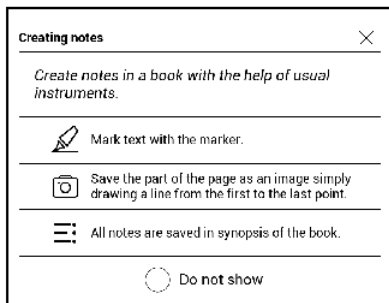 Creating notes
Create notes in a book with the help of usual
instruments.
Mark text with the marker.
Save the part of the page as an image simply
drawing a line from the first to the last point.
All notes are saved in synopsis of the book.
Do not show